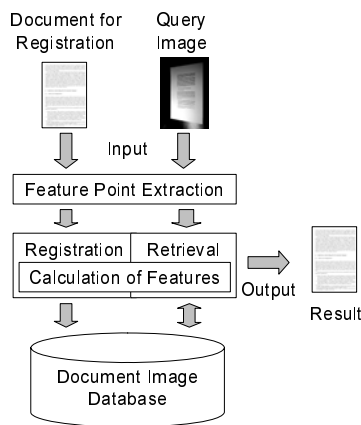 Document for
Registration
Query
Image
Input
Feature Point Extraction
Registration
Retrieval
Calculation of Features
Output
Result
Document Image
Database